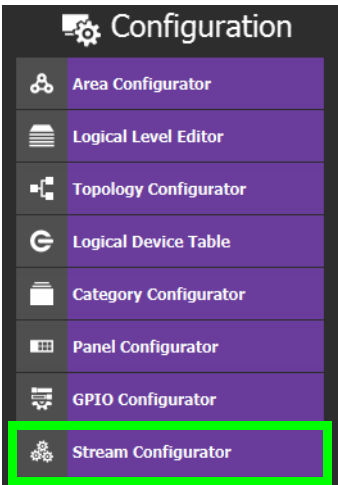 Configuration
Area Configurator
Logical Level Editor
Topology Configurator
Logical Device Table
Category Configurator
Panel Configurator
GPIO Configurator
Stream Configurator